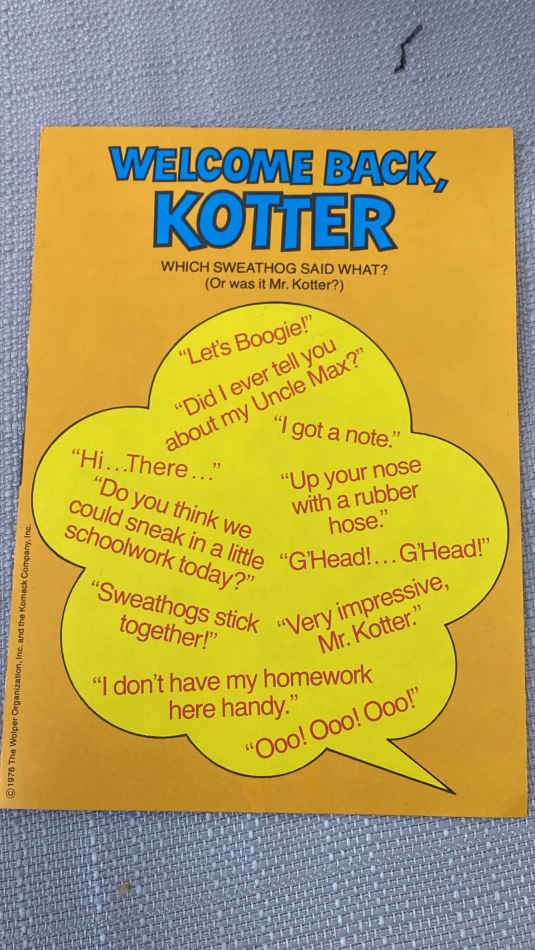 WELCOME BACK,
KOTTER
WHICH SWEATHOG SAID WHAT?
(Or was it Mr. Kotter?)
“Let’s Boogie!”
“Did I ever tell you
about my Uncle Max?”
“I got a note.”
“Hi...There...”
“Up your nose
with a rubber
hose.”
“Do you think we
could sneak in a little
schoolwork today?”
“G’Head!...G’Head!”
“Sweathogs stick
together!”
“Very impressive,
Mr. Kotter.”
“I don’t have my homework
here handy.”
“Ooo! Ooo! Ooo!”
©1976 The Wolper Organization, Inc. and the Komack Company, Inc.